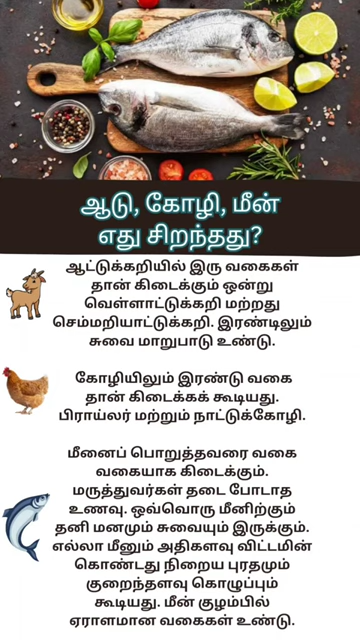 ஆடு, கோழி, மீன்
எது சிறந்தது?
ஆட்டுக்கறியில் இரு வகைகள்
தான் கிடைக்கும் ஒன்று
வெள்ளாட்டுக்கறி மற்றது
செம்மறியாட்டுக்கறி. இரண்டிலும்
சுவை மாறுபாடு உண்டு.
கோழியிலும் இரண்டு வகை
தான் கிடைக்கக் கூடியது.
பிராய்லர் மற்றும் நாட்டுக்கோழி.
மீனைப் பொறுத்தவரை வகை
வகையாக கிடைக்கும்.
மருத்துவர்கள் தடை போடாத
உணவு. ஒவ்வொரு மீனிற்கும்
தனி மனமும் சுவையும் இருக்கும்.
எல்லா மீனும் அதிகளவு விட்டமின்
கொண்டது நிறைய புரதமும்
குறைந்தளவு கொழுப்பும்
கூடியது. மீன் குழம்பில்
ஏராளமான வகைகள் உண்டு.